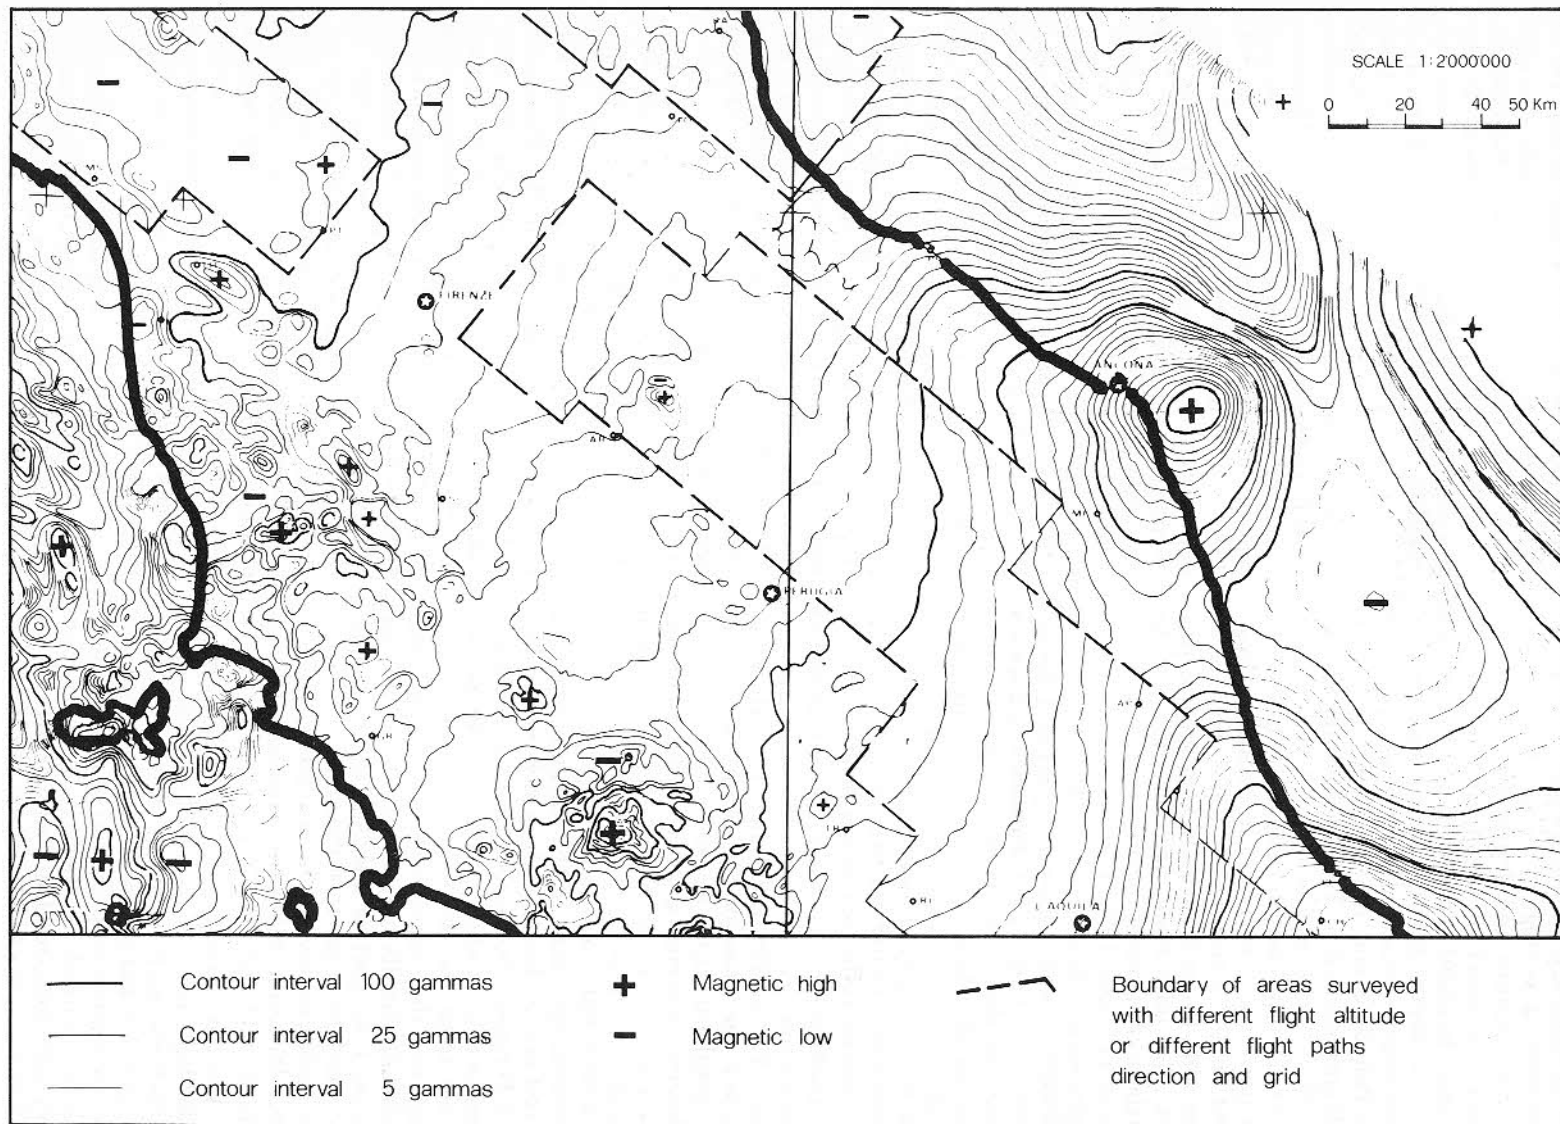 SCALE 1:2000'000
0 20 40 50 Km
FIRENZE
ANCONA
PERUGIA
L'AQUILA
Contour interval 100 gammas
Contour interval 25 gammas
Contour interval 5 gammas
Magnetic high
Magnetic low
Boundary of areas surveyed
with different flight altitude
or different flight paths
direction and grid